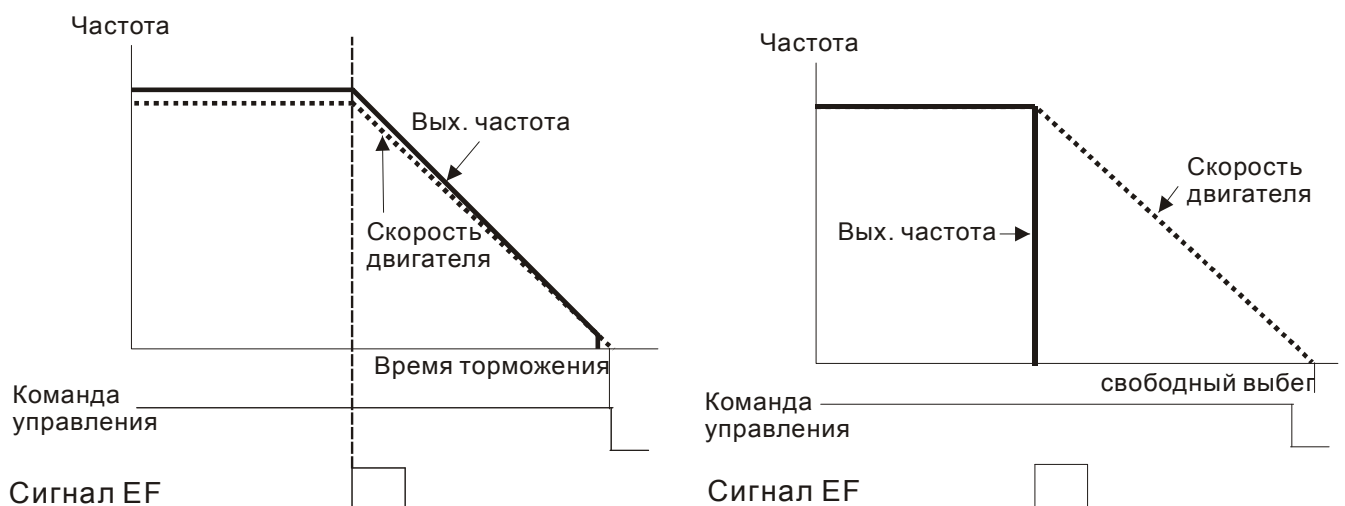 Частота
Вых. частота
Скорость
двигателя
Время торможения
Команда
управления
Сигнал EF
Частота
Скорость
двигателя
Вых. частота
свободный выбег
Команда
управления
Сигнал EF